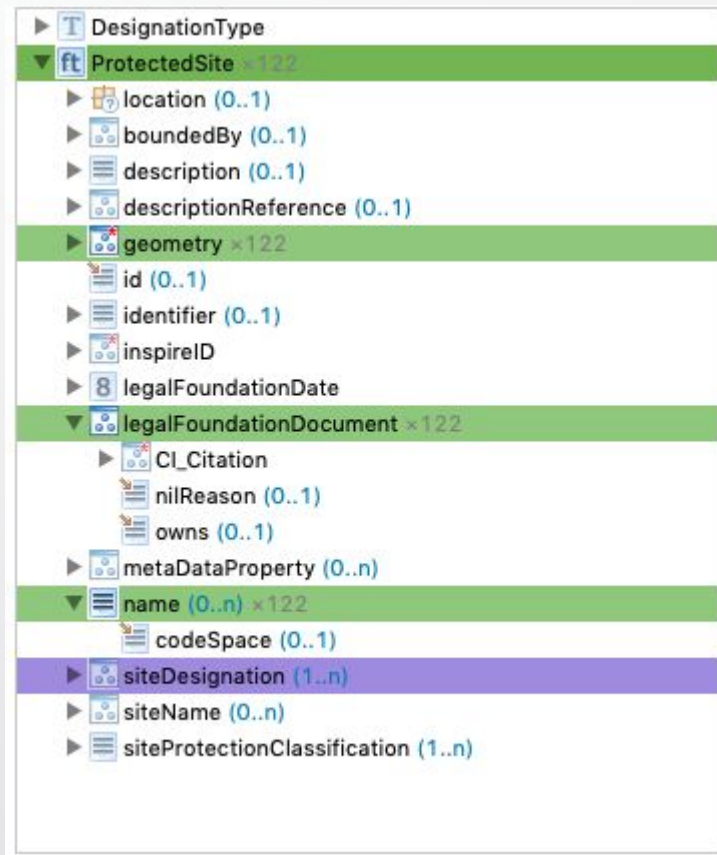 T DesignationType
ft ProtectedSite ×122
location (0..1)
boundedBy (0..1)
description (0..1)
descriptionReference (0..1)
geometry ×122
id (0..1)
identifier (0..1)
inspireID
8 legalFoundationDate
legalFoundationDocument ×122
CI_Citation
nilReason (0..1)
owns (0..1)
metaDataProperty (0..n)
name (0..n) ×122
codeSpace (0..1)
siteDesignation (1..n)
siteName (0..n)
siteProtectionClassification (1..n)